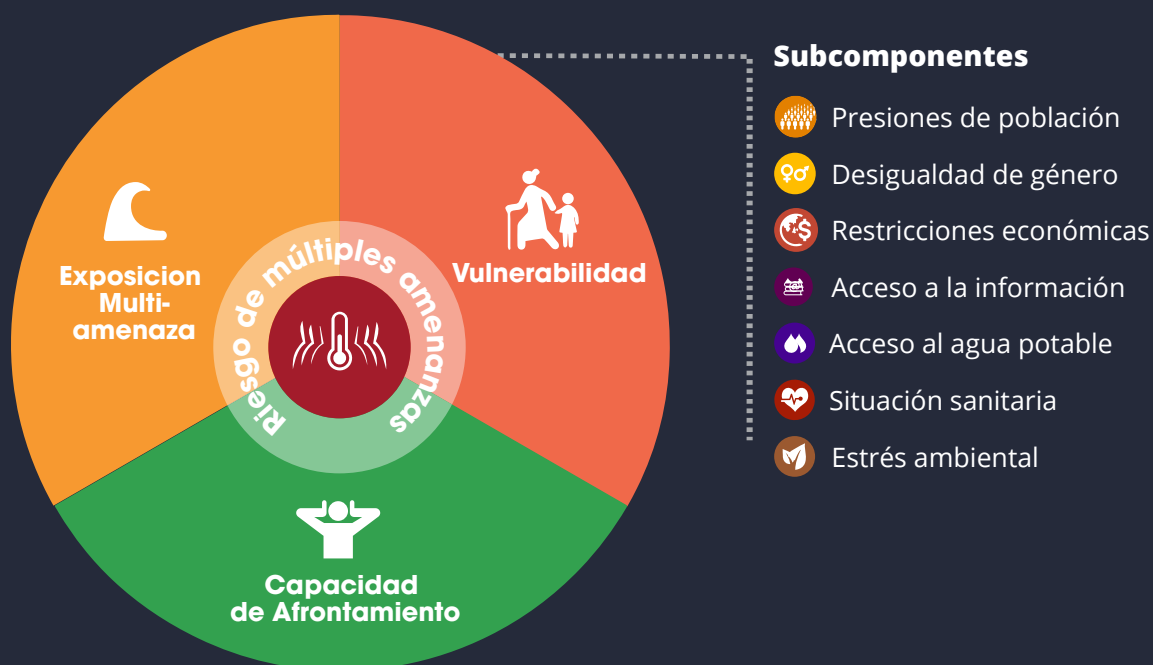 Exposicion
Multi-
amenaza
Riesgo de múltiples amenanzas
Vulnerabilidad
Capacidad
de Afrontamiento
Subcomponentes
Presiones de población
Desigualdad de género
Restricciones económicas
Acceso a la información
Acceso al agua potable
Situación sanitaria
Estrés ambiental